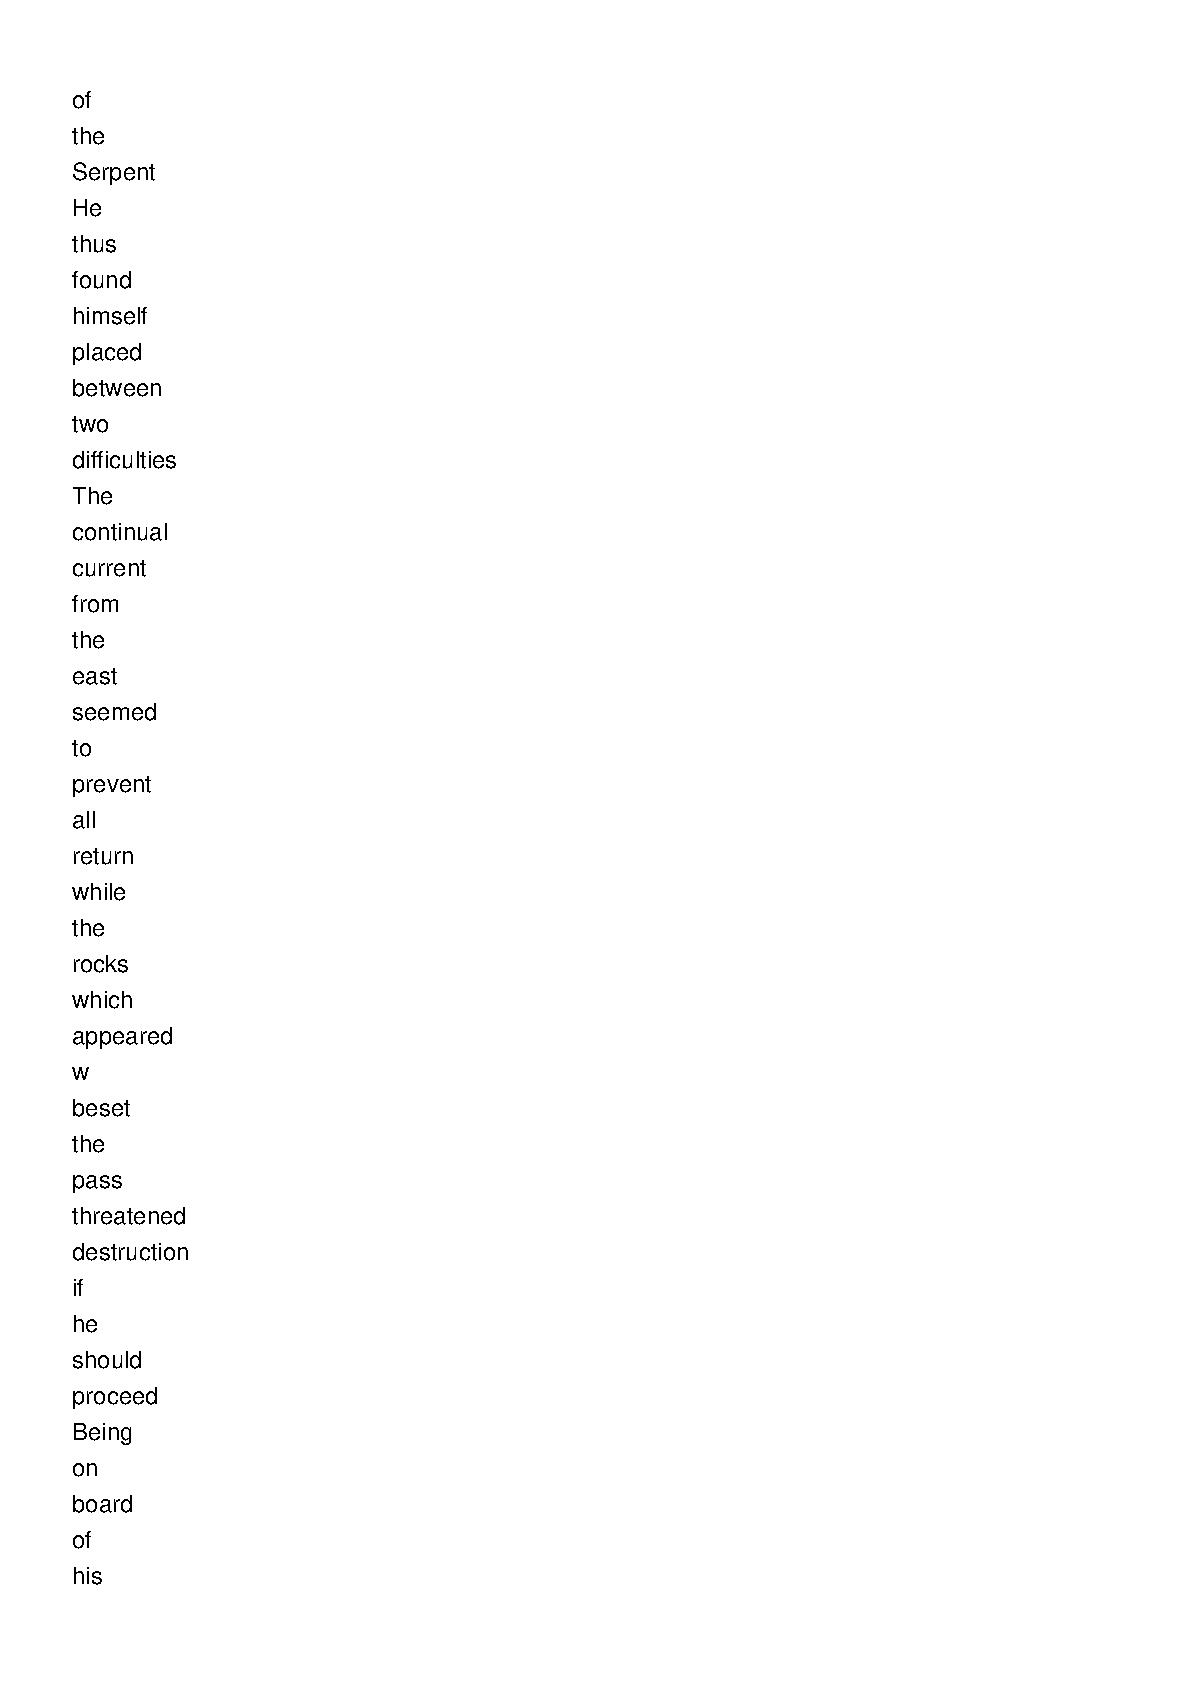 of
the
Serpent
He
thus
found
himself
placed
between
two
difficulties
The
continual
current
from
the
east
seemed
to
prevent
all
return
while
the
rocks
which
appeared
w
beset
the
pass
threatened
destruction
if
he
should
proceed
Being
on
board
of
his